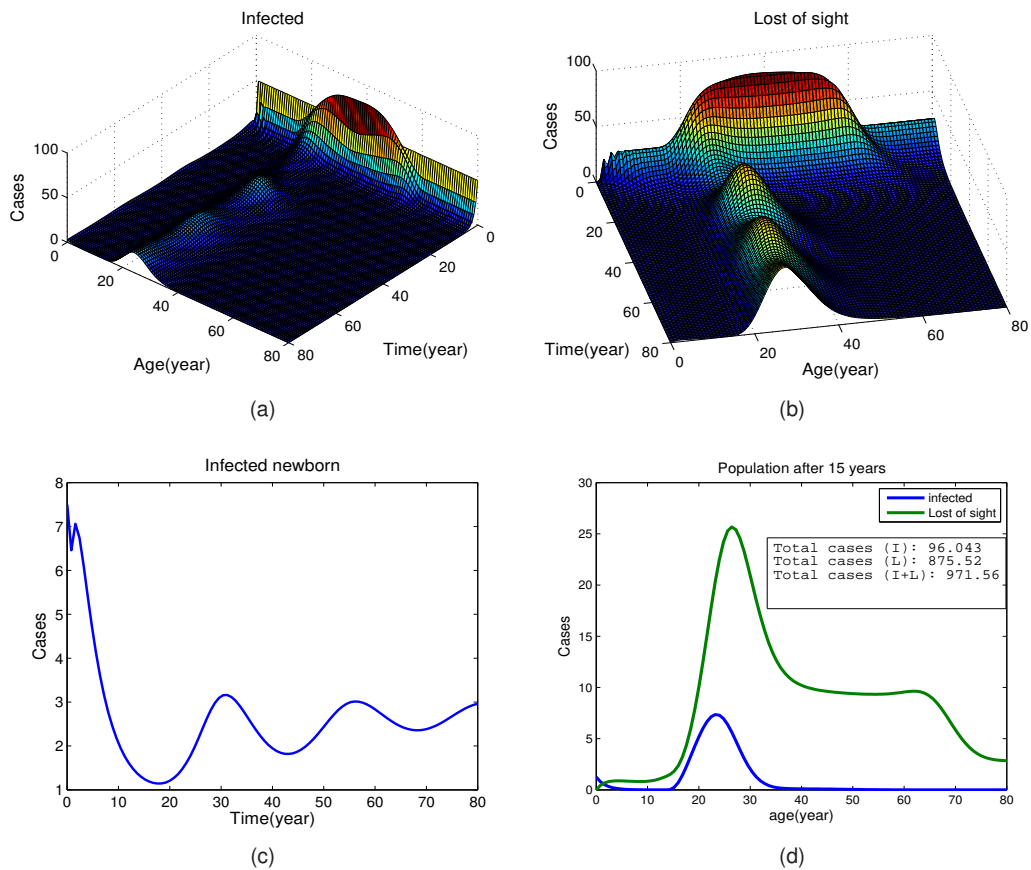 Infected
100
50
0
Cases
0
20
40
60
80
Age(year)
80
60
40
20
0
Time(year)
(a)
Lost of sight
100
50
0
Cases
0
20
40
60
80
Time(year)
0
20
40
60
80
Age(year)
(b)
Infected newborn
8
7
6
5
4
3
2
1
Cases
0 10 20 30 40 50 60 70 80
Time(year)
(c)
Population after 15 years
30
25
20
15
10
5
0
Cases
infected
Lost of sight
Total cases (I): 96.043
Total cases (L): 875.52
Total cases (I+L): 971.56
0 10 20 30 40 50 60 70 80
age(year)
(d)